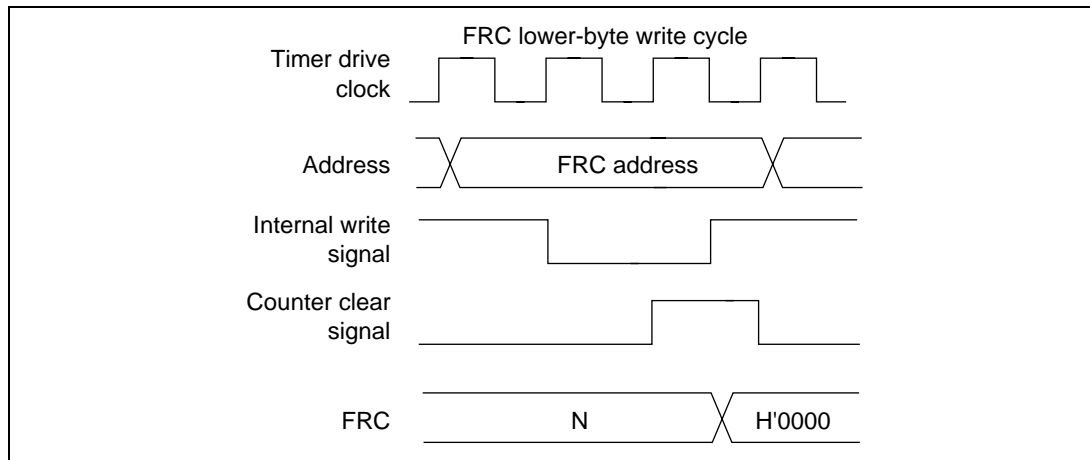 FRC lower-byte write cycle
Timer drive
clock
Address
FRC address
Internal write
signal
Counter clear
signal
FRC
N
H'0000